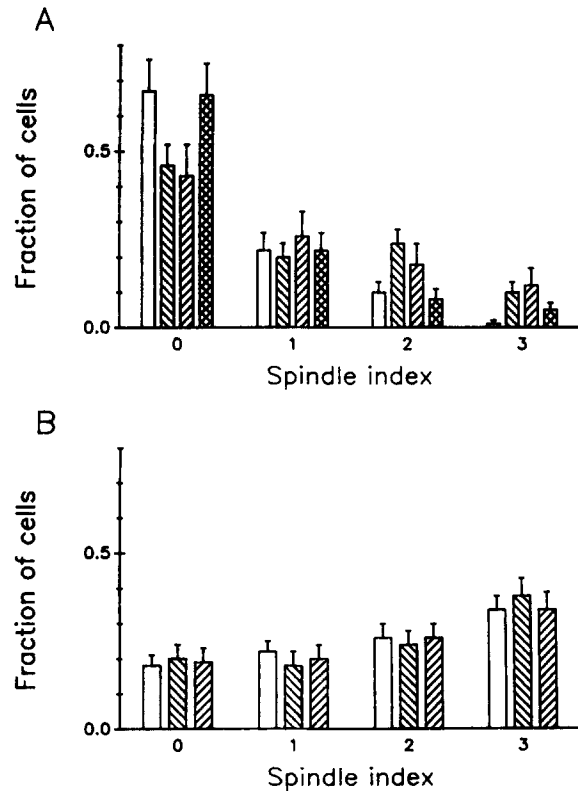 A
Fraction of cells
0.5
0.0
0 1 2 3
Spindle index
B
Fraction of cells
0.5
0.0
0 1 2 3
Spindle index